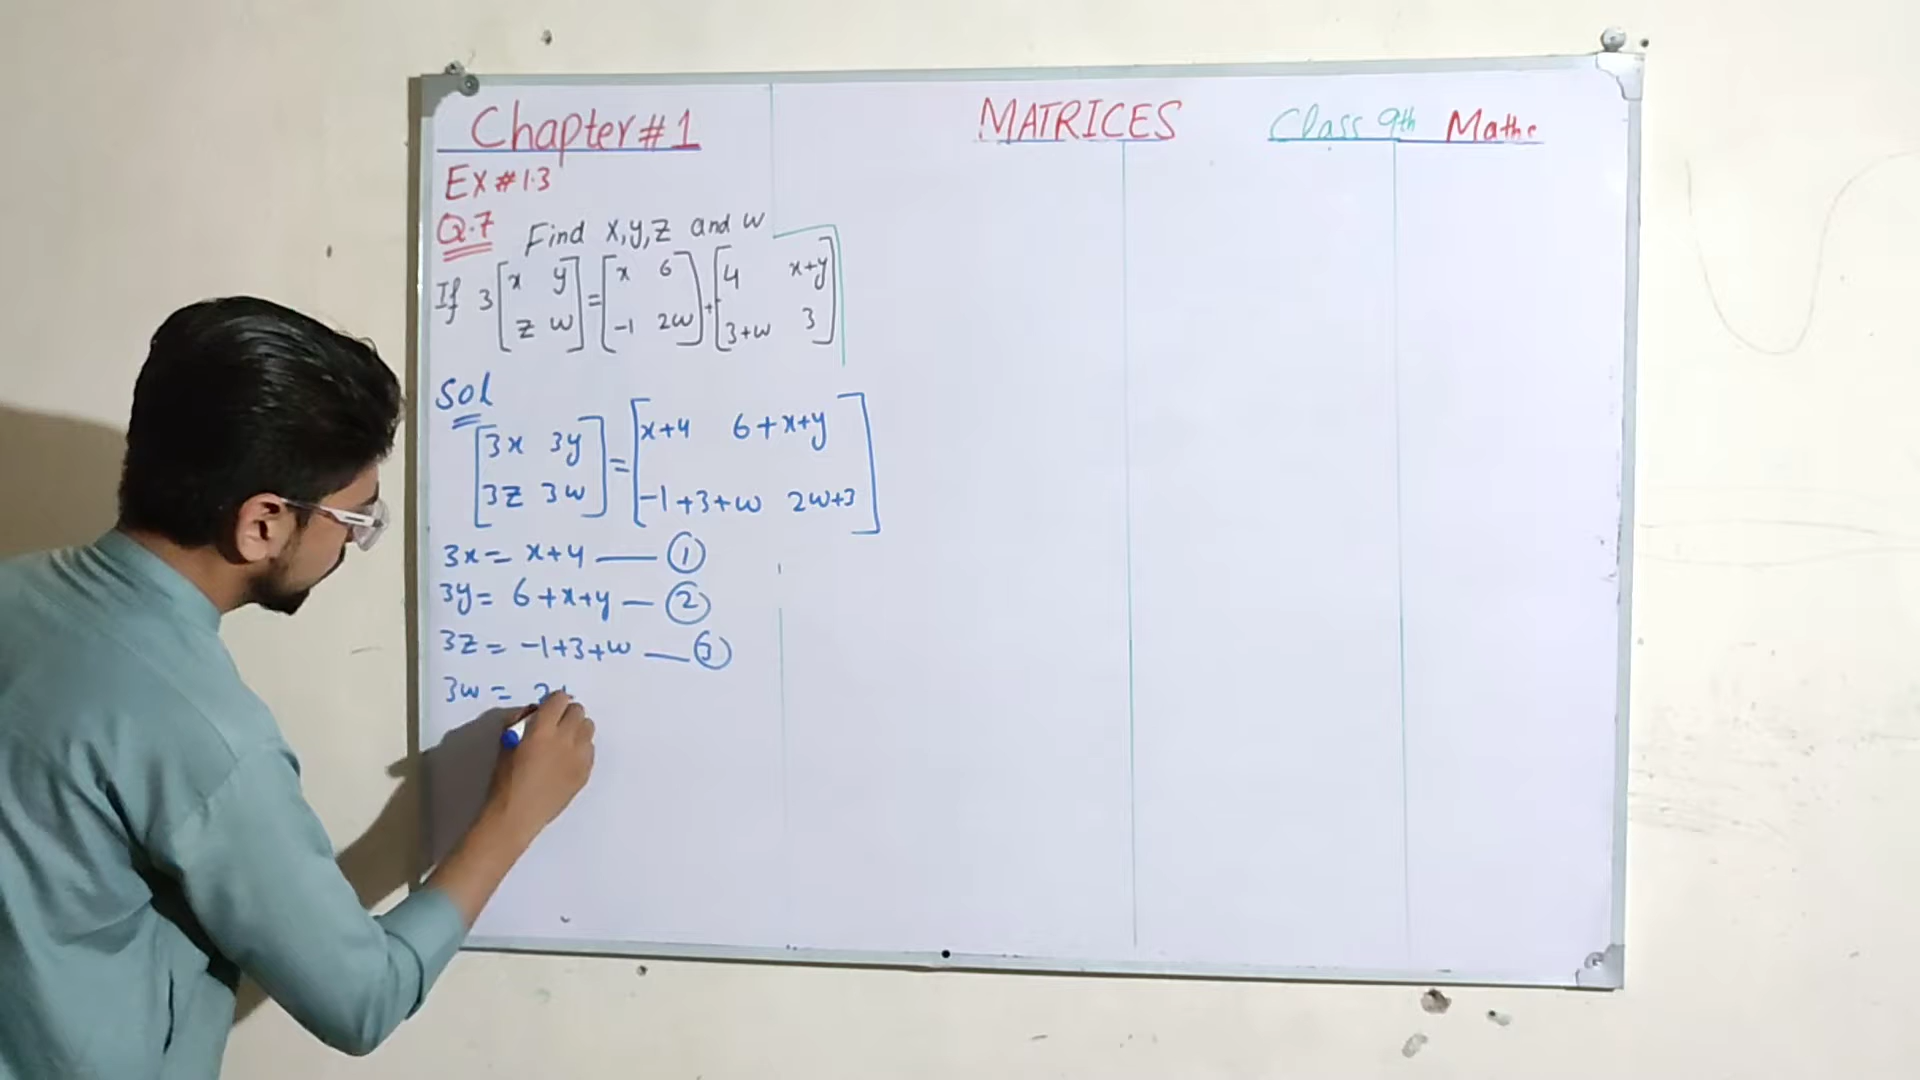 Chapter # 1 MATRICES Class 9th Maths
EX # 1.3
Q.7 Find x,y,z and w
If 3 [x y] = [x 6] + [4 x+y]
[z w] [-1 2w] [3+w 3]
Sol
[3x 3y] = [x+4 6+x+y]
[3z 3w] [-1+3+w 2w+3]
3x = x+4 — ①
3y = 6+x+y — ②
3z = -1+3+w — ③
3w = 2